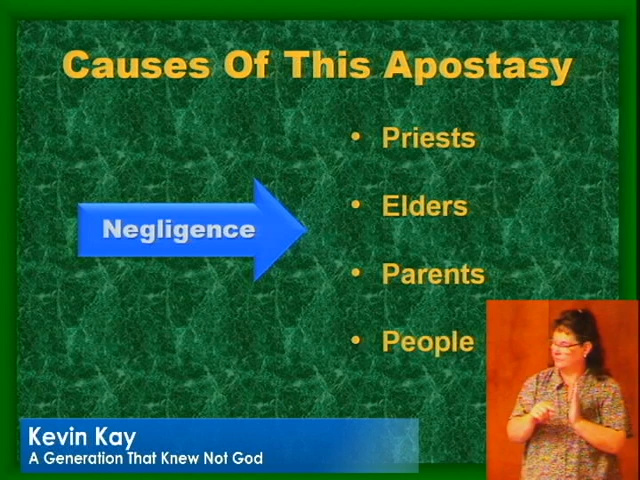 Causes Of This Apostasy
Negligence
• Priests
• Elders
• Parents
• People
Kevin Kay
A Generation That Knew Not God